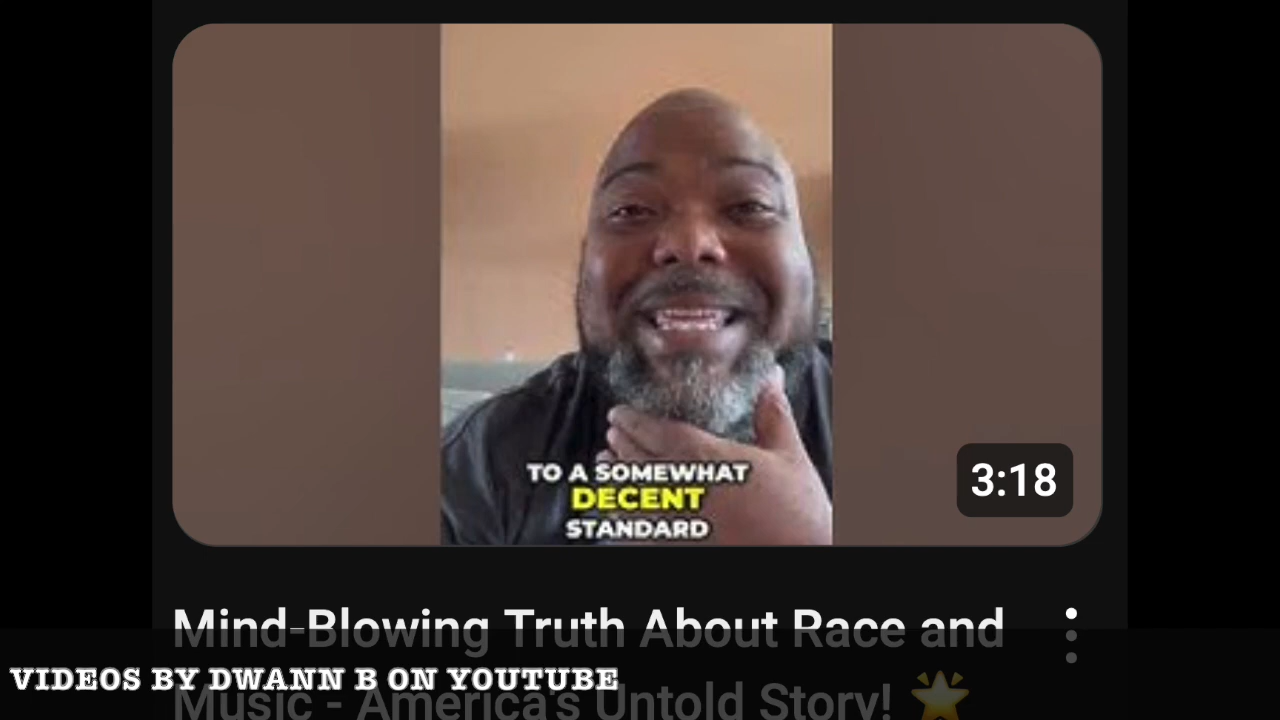 TO A SOMEWHAT
DECENT
STANDARD
3:18
Mind-Blowing Truth About Race and
VIDEOS BY DWANN B ON YOUTUBE
Music - America's Untold Story! 🌟